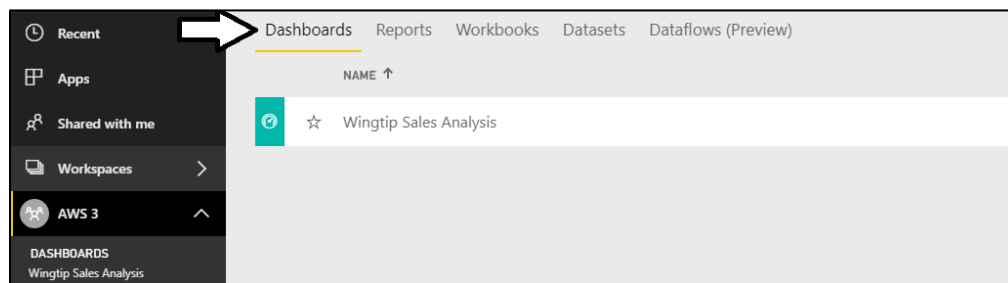 Recent
Apps
Shared with me
Workspaces
AWS 3
DASHBOARDS
Wingtip Sales Analysis
Dashboards Reports Workbooks Datasets Dataflows (Preview)
NAME ↑
Wingtip Sales Analysis